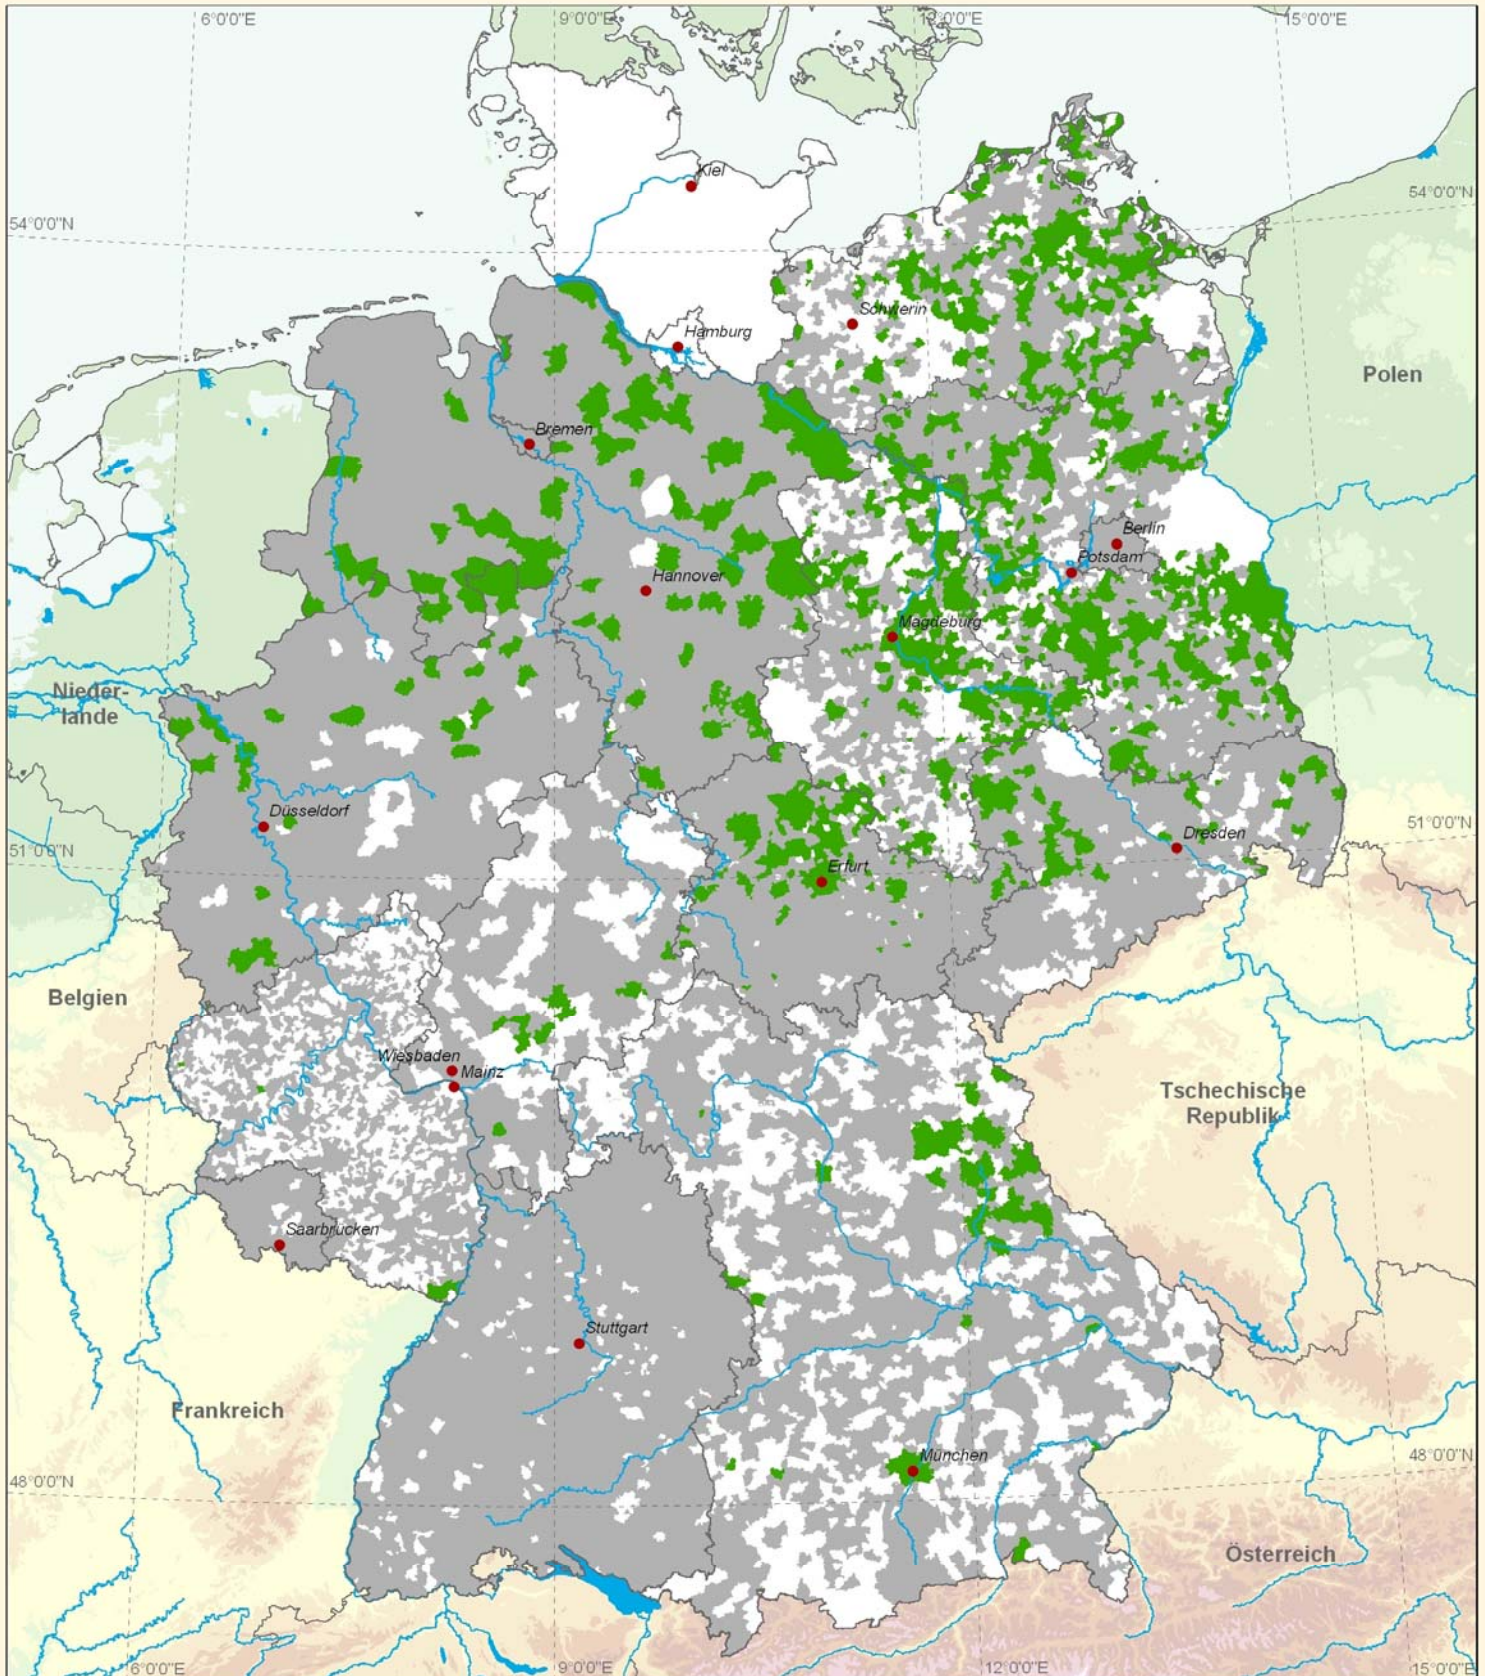 6°0'0"E
9°0'0"E
12°0'0"E
15°0'0"E
Kiel
54°0'0"N
54°0'0"N
Schwerin
Hamburg
Polen
Bremen
Berlin
Potsdam
Hannover
Magdeburg
Nieder-
lande
Düsseldorf
Dresden
51°0'0"N
51°0'0"N
Erfurt
Belgien
Wiesbaden
Mainz
Tschechische
Republik
Saarbrücken
Stuttgart
Frankreich
München
48°0'0"N
48°0'0"N
Österreich
6°0'0"E
9°0'0"E
12°0'0"E
15°0'0"E